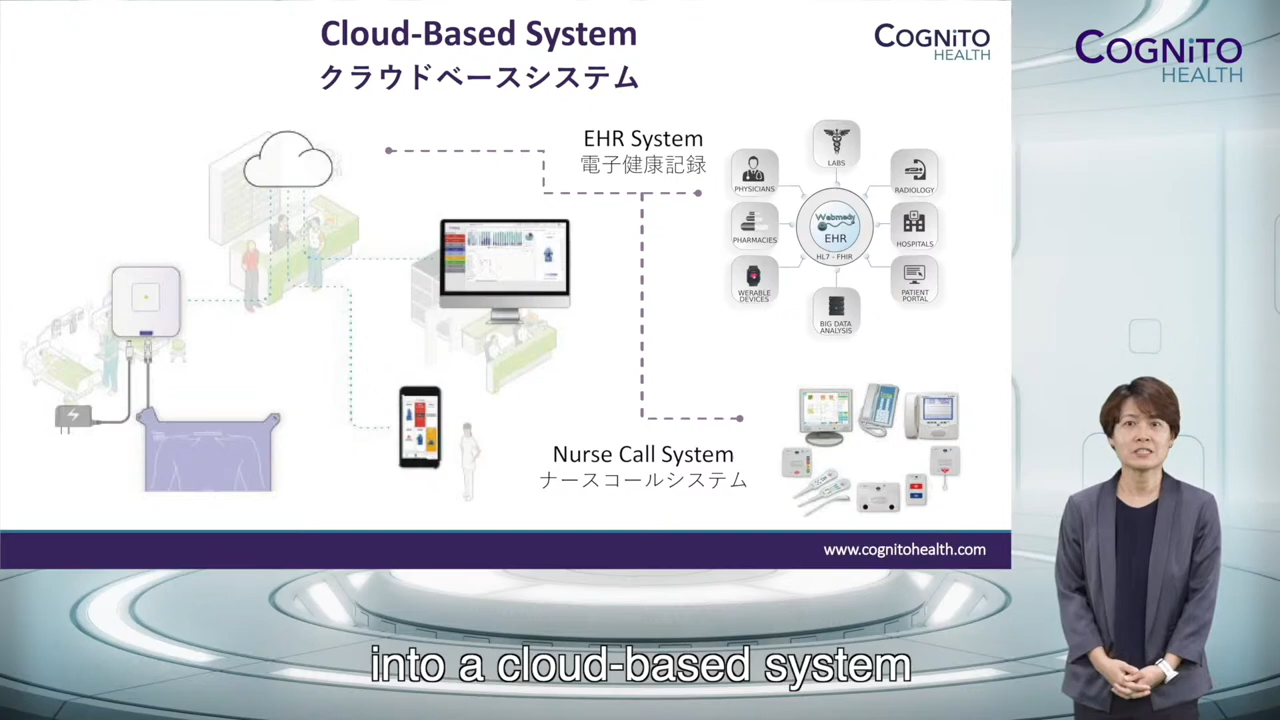 Cloud-Based System
クラウドベースシステム
COGNiTO
HEALTH
COGNiTO
HEALTH
EHR System
電子健康記録
LABS
PHYSICIANS
RADIOLOGY
Webmedy
EHR
HL7 - FHIR
PHARMACIES
HOSPITALS
WERABLE
DEVICES
PATIENT
PORTAL
BIG DATA
ANALYSIS
Nurse Call System
ナースコールシステム
www.cognitohealth.com
into a cloud-based system